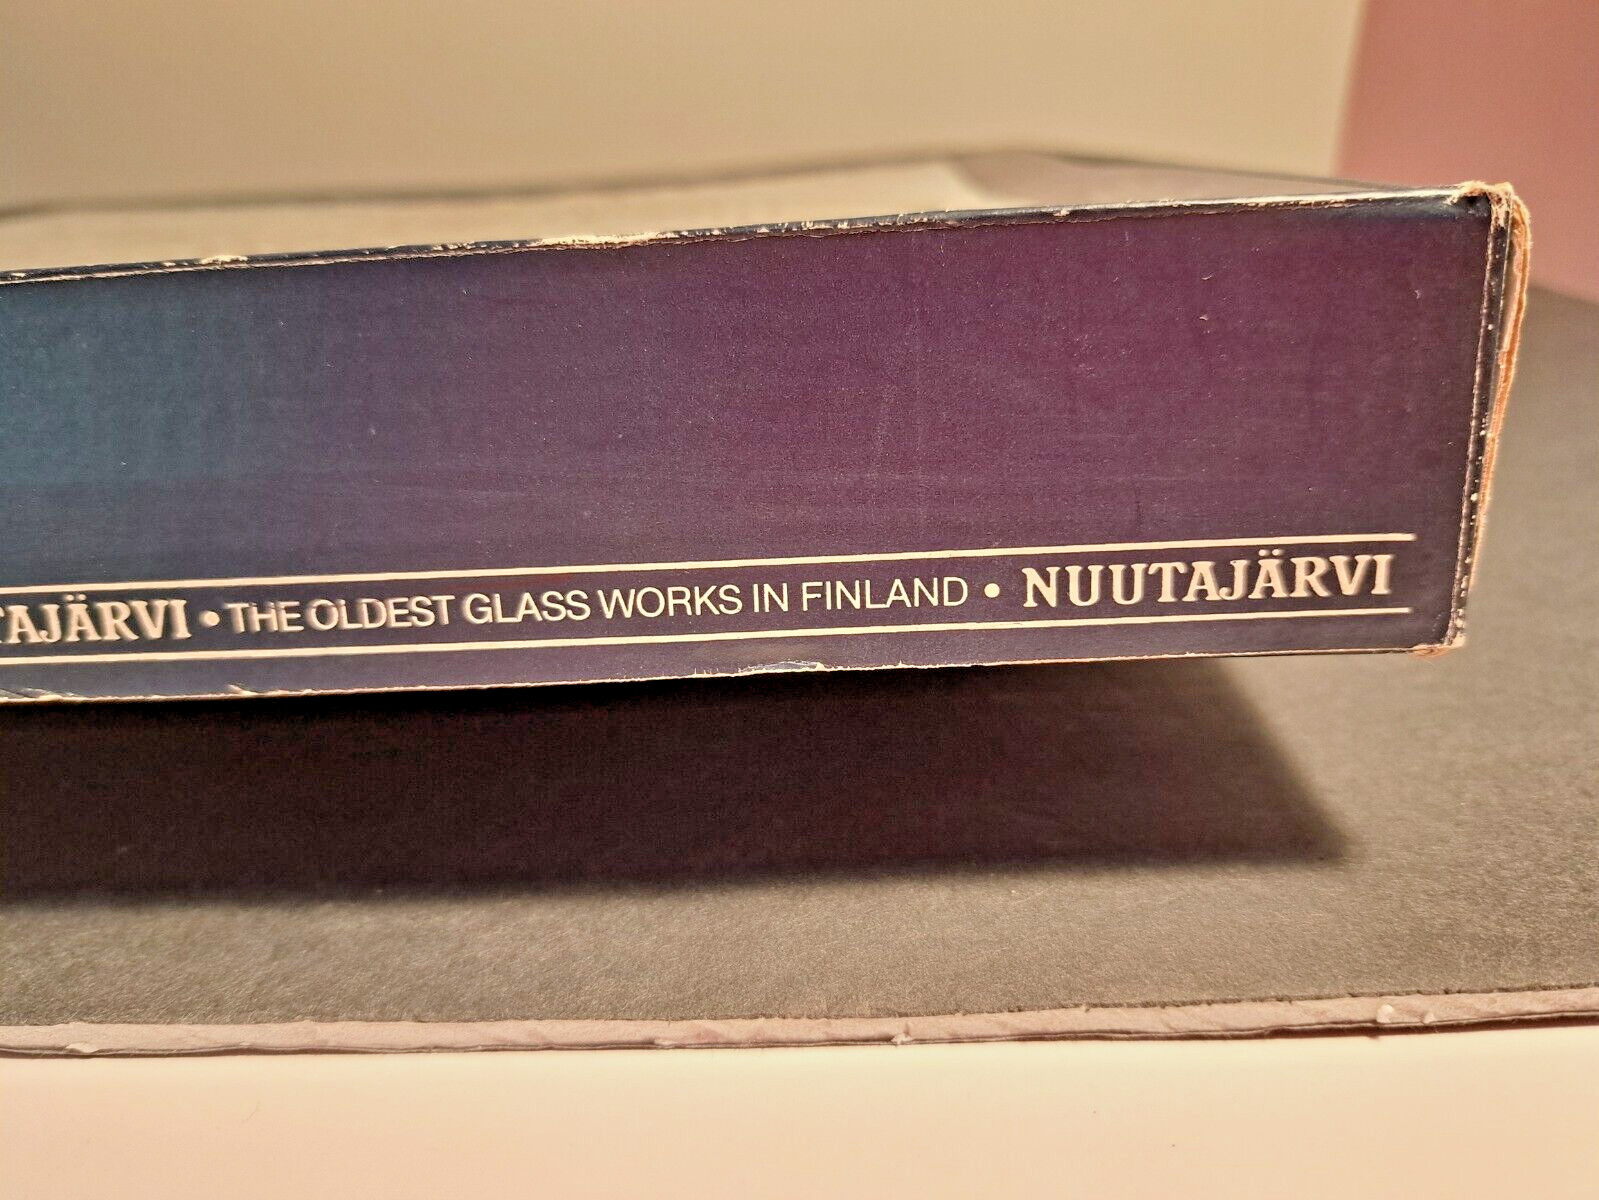 TAJÄRVI • THE OLDEST GLASS WORKS IN FINLAND • NUUTAJÄRVI